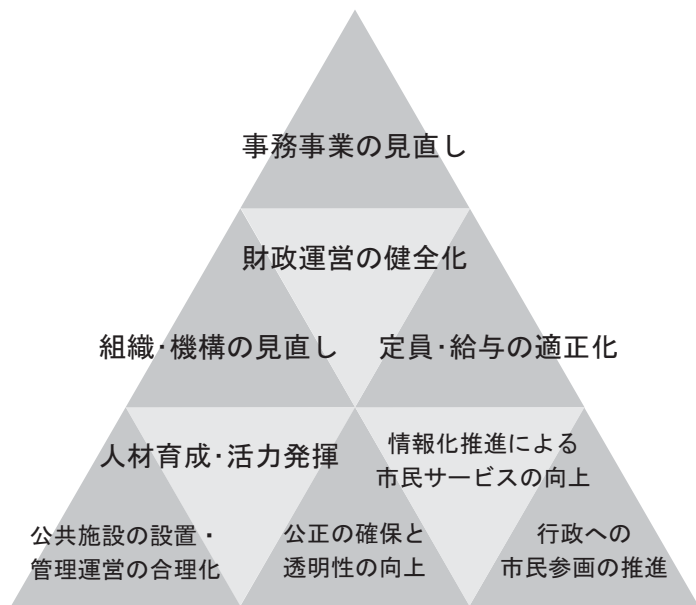 事務事業の見直し
財政運営の健全化
組織・機構の見直し
定員・給与の適正化
人材育成・活力発揮
情報化推進による
市民サービスの向上
公共施設の設置・
管理運営の合理化
公正の確保と
透明性の向上
行政への
市民参画の推進